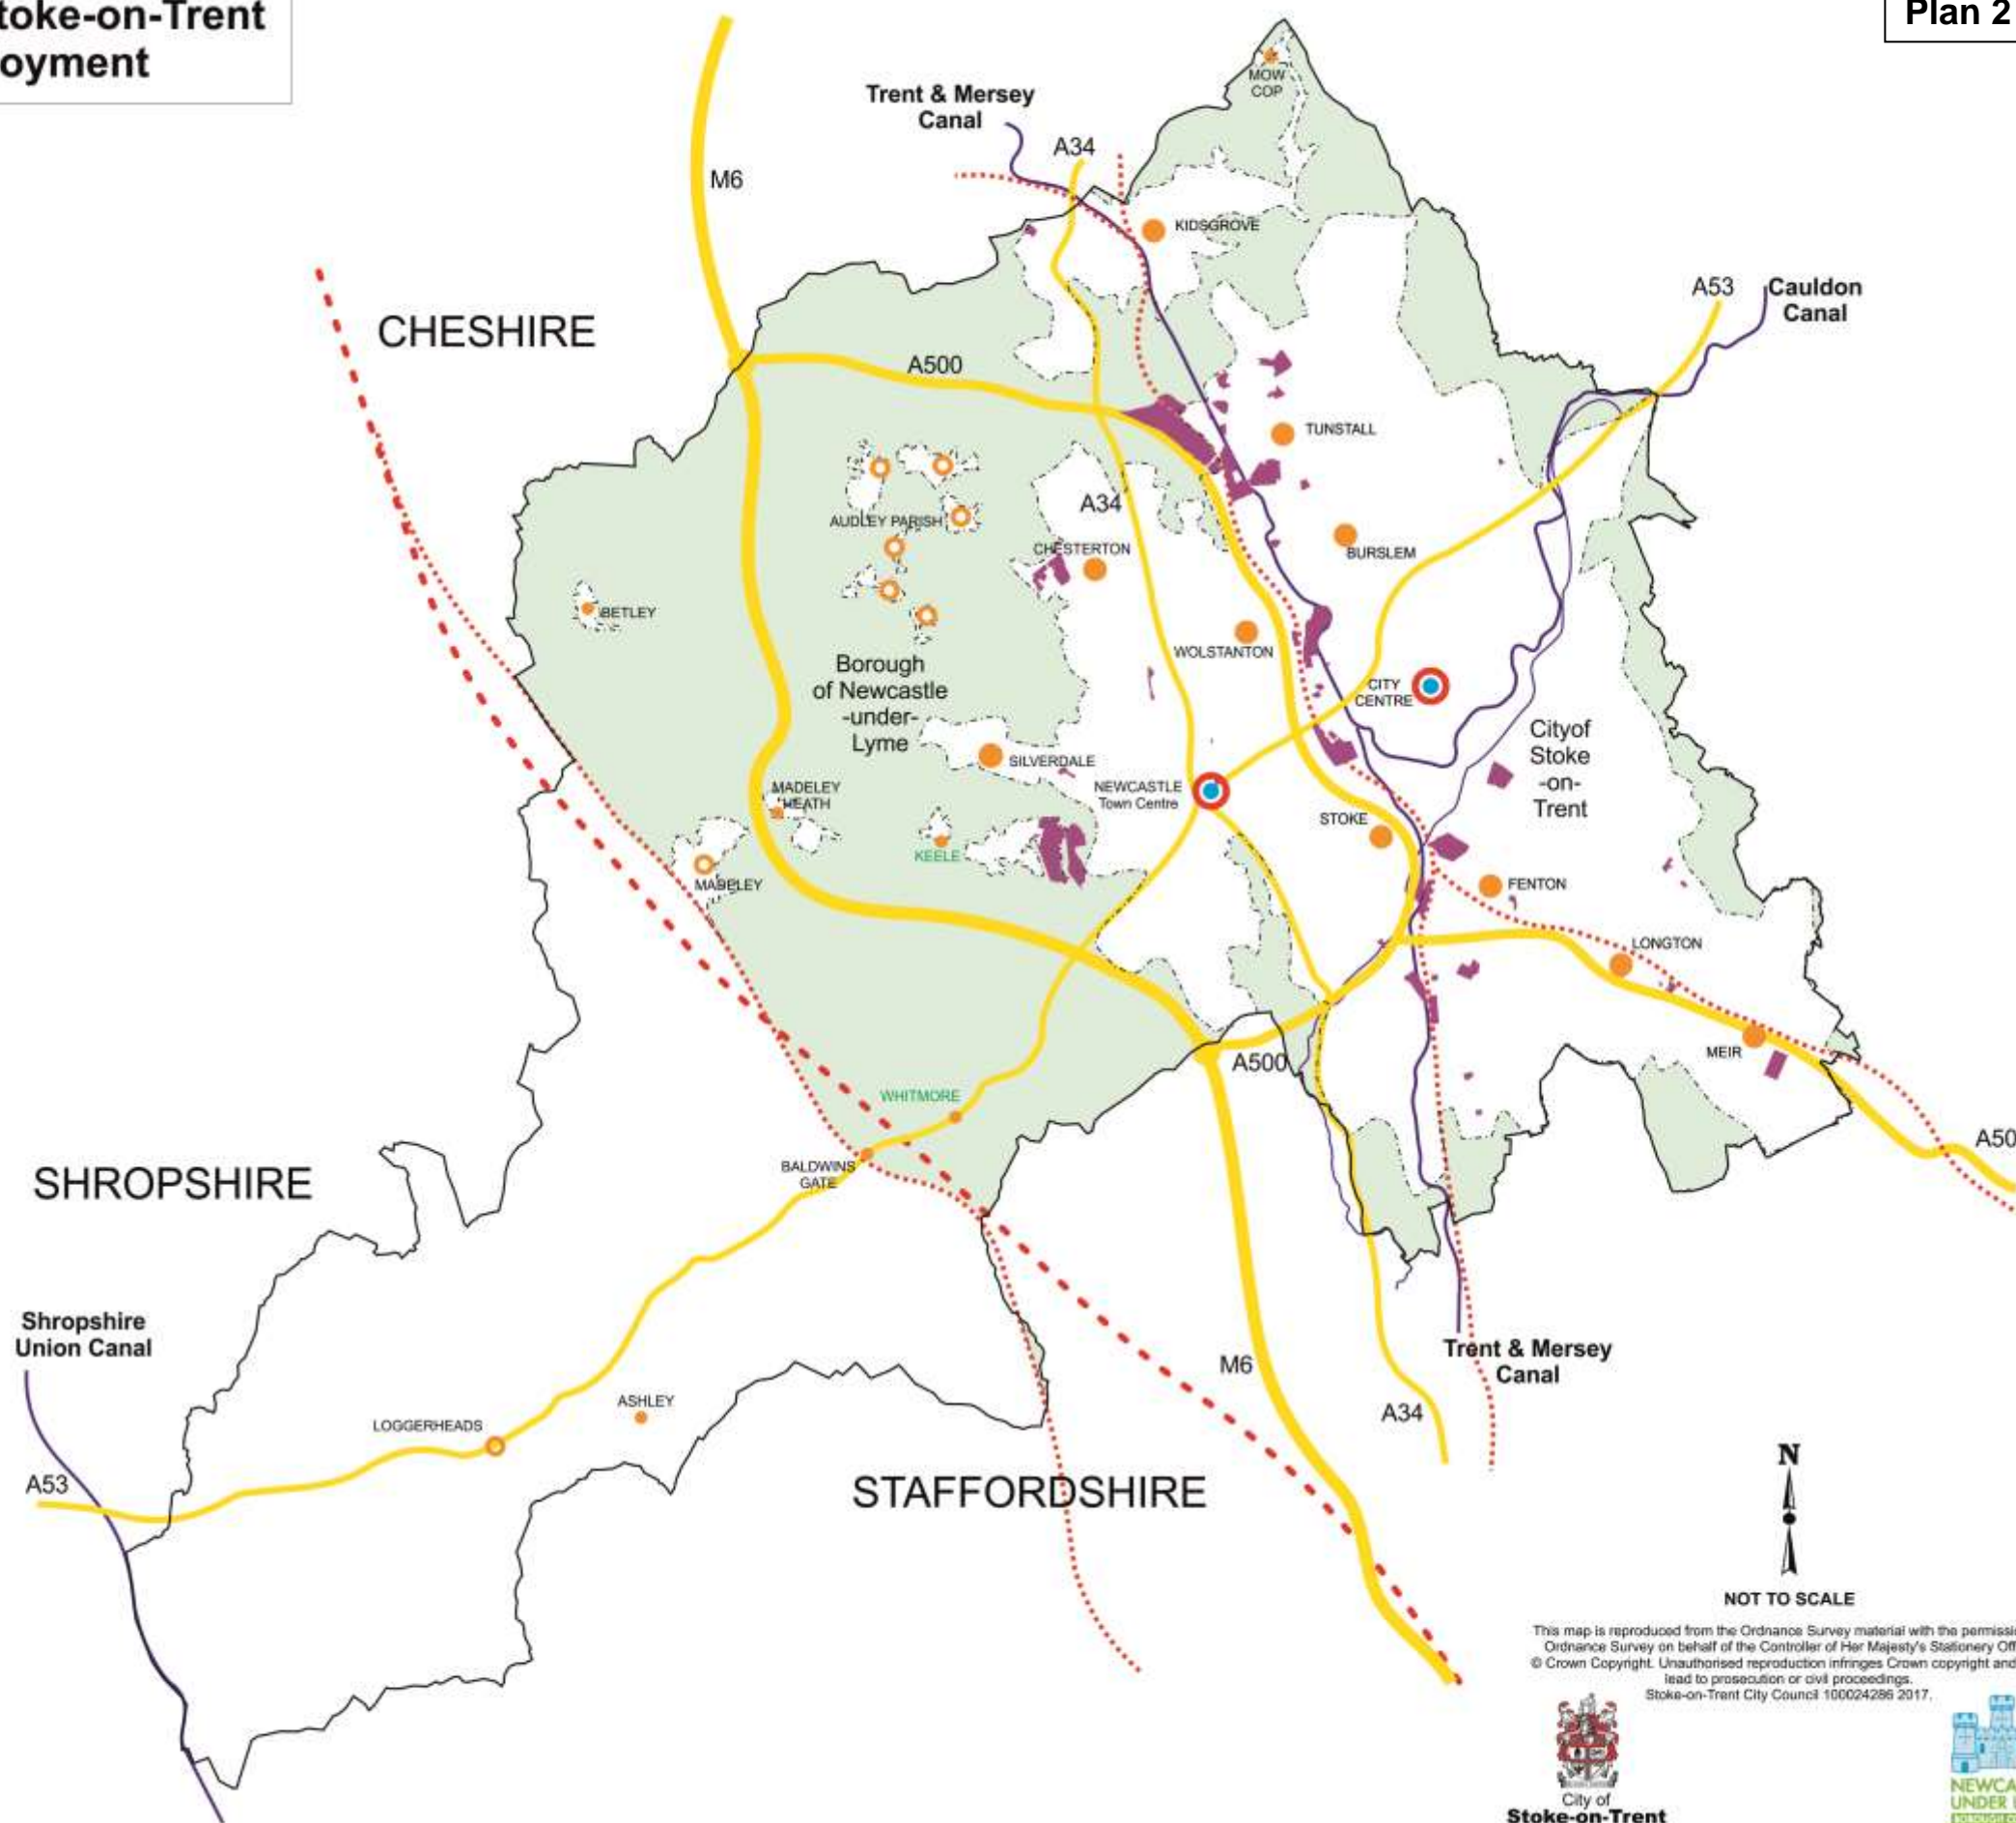 toke-on-Trent
oyment
Plan 2
MOW
COP
Trent & Mersey
Canal
A34
M6
KIDSGROVE
A53
Cauldon
Canal
CHESHIRE
A500
TUNSTALL
A34
AUDLEY PARISH
CHESTERTON
BURSLEM
BETLEY
WOLSTANTON
Borough
of Newcastle
-under-
Lyme
CITY
CENTRE
Cityof
Stoke
-on-
Trent
SILVERDALE
NEWCASTLE
Town Centre
MADELEY
HEATH
STOKE
KEELE
MADELEY
FENTON
LONGTON
MEIR
A500
WHITMORE
A50
BALDWINS
GATE
SHROPSHIRE
Shropshire
Union Canal
Trent & Mersey
Canal
M6
ASHLEY
LOGGERHEADS
A34
A53
STAFFORDSHIRE
N
NOT TO SCALE
This map is reproduced from the Ordnance Survey material with the permissi
Ordnance Survey on behalf of the Controller of Her Majesty's Stationery Off
© Crown Copyright. Unauthorised reproduction infringes Crown copyright and
lead to prosecution or civil proceedings.
Stoke-on-Trent City Council 100024286 2017.
City of
Stoke-on-Trent
NEWCA
UNDER
BOROUGH